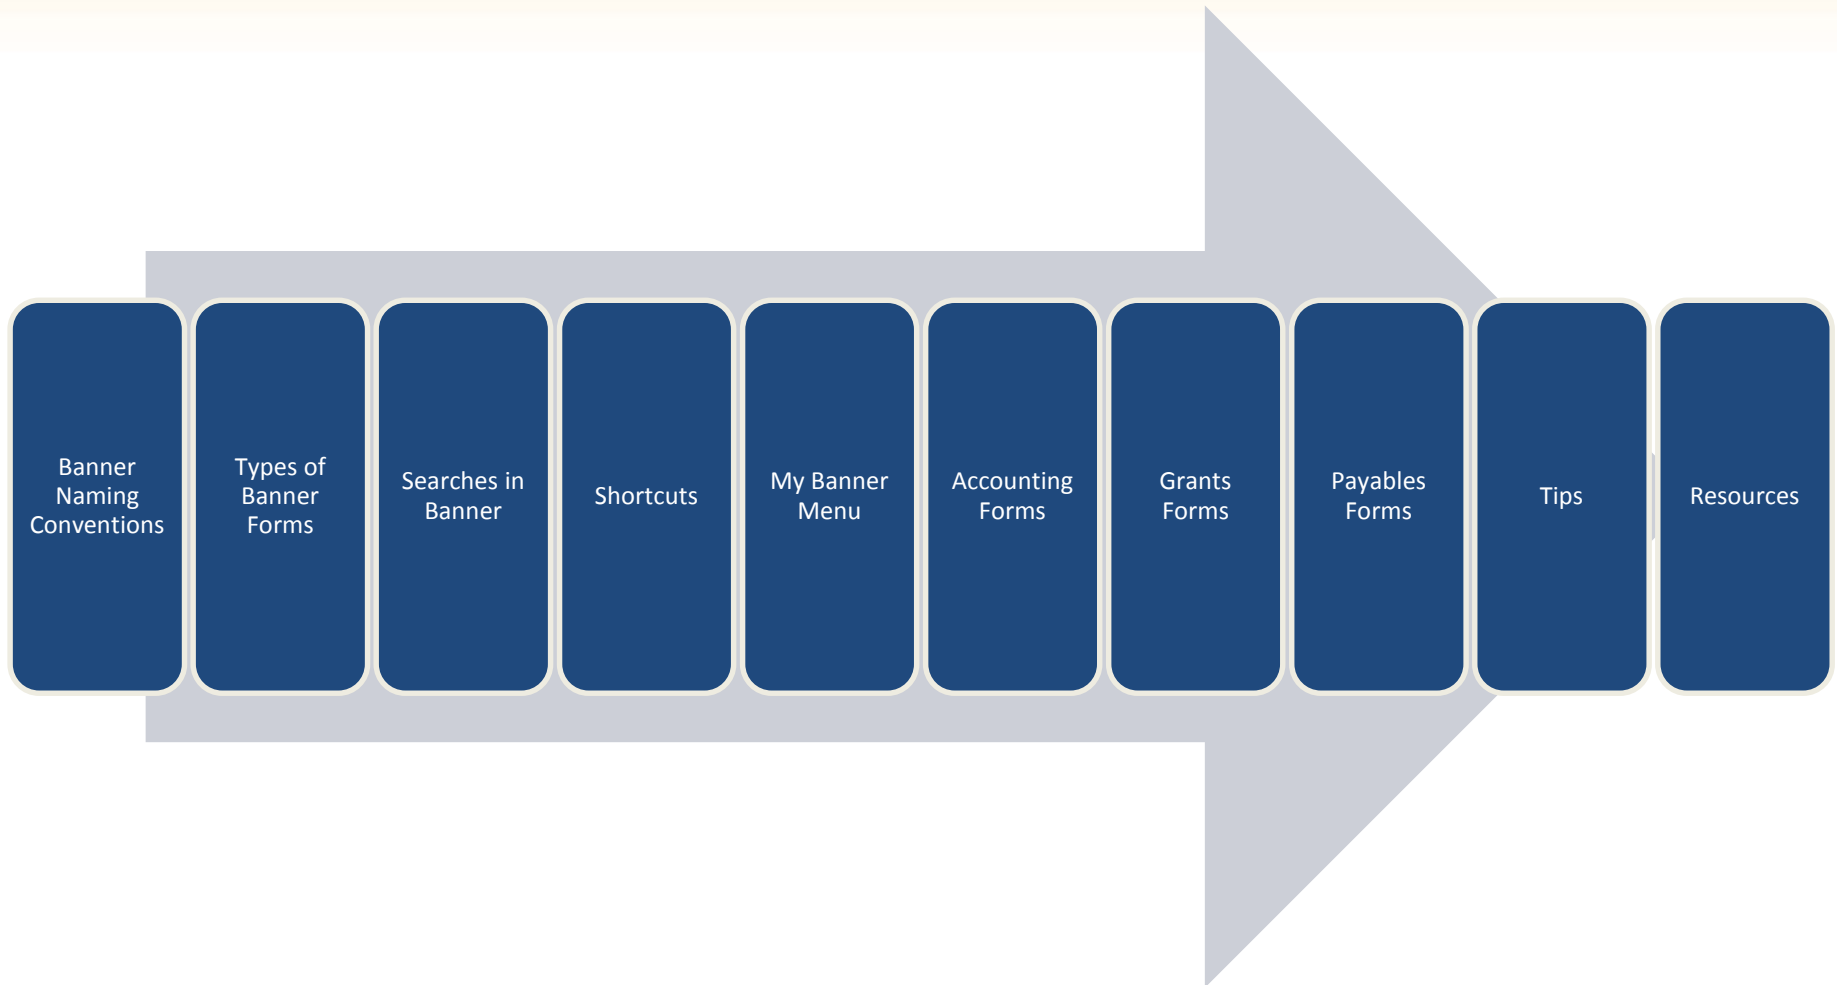 Banner
Naming
Conventions
Types of
Banner
Forms
Searches in
Banner
Shortcuts
My Banner
Menu
Accounting
Forms
Grants
Forms
Payables
Forms
Tips
Resources